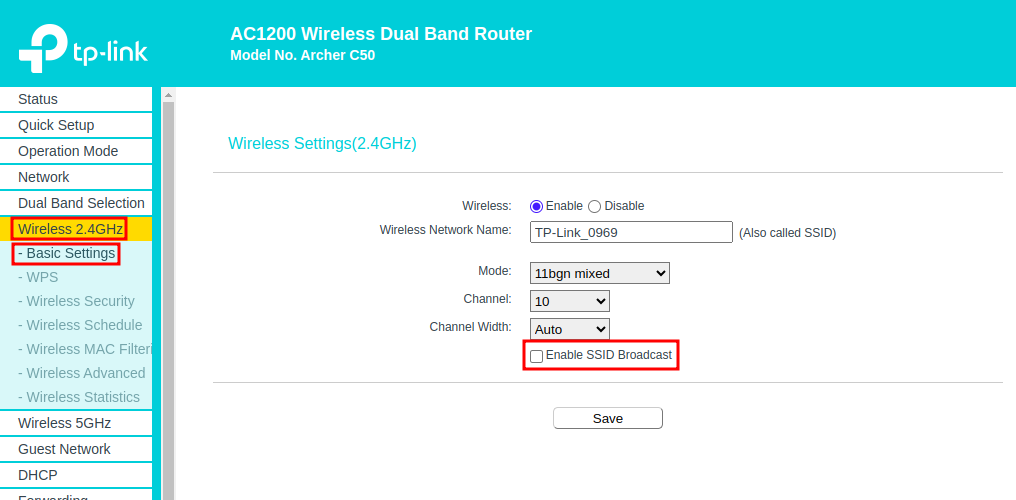 tp-link
AC1200 Wireless Dual Band Router
Model No. Archer C50
Status
Quick Setup
Operation Mode
Network
Dual Band Selection
Wireless 2.4GHz
- Basic Settings
- WPS
- Wireless Security
- Wireless Schedule
- Wireless MAC Filteri
- Wireless Advanced
- Wireless Statistics
Wireless 5GHz
Guest Network
DHCP
Forwarding
Wireless Settings(2.4GHz)
Wireless: Enable Disable
Wireless Network Name: TP-Link_0969 (Also called SSID)
Mode: 11bgn mixed
Channel: 10
Channel Width: Auto
Enable SSID Broadcast
Save